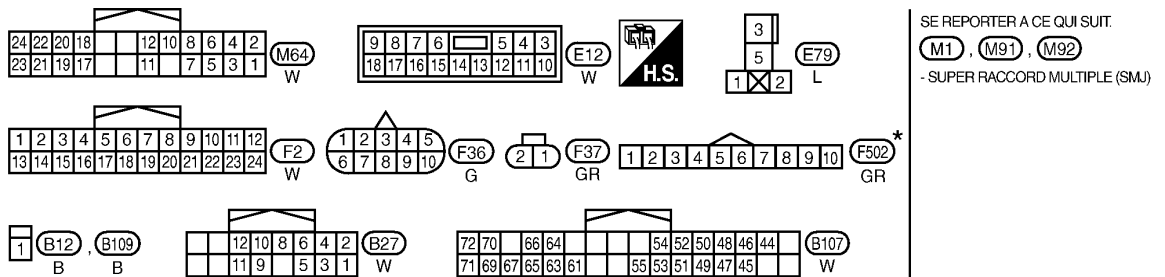 24 22 20 18 12 10 8 6 4 2
23 21 19 17 11 7 5 3 1
M64
W
9 8 7 6 5 4 3
18 17 16 15 14 13 12 11 10
E12
W
H.S.
3
5
1 2
E79
L
SE REPORTER A CE QUI SUIT.
M1 , M91 , M92
- SUPER RACCORD MULTIPLE (SMJ)
1 2 3 4 5 6 7 8 9 10 11 12
13 14 15 16 17 18 19 20 21 22 23 24
F2
W
1 2 3 4 5
6 7 8 9 10
F36
G
2 1
F37
GR
1 2 3 4 5 6 7 8 9 10
F502 *
GR
1
B12 , B109
B B
12 10 8 6 4 2
11 9 5 3 1
B27
W
72 70 66 64 54 52 50 48 46 44
71 69 67 65 63 61 55 53 51 49 47 45
B107
W